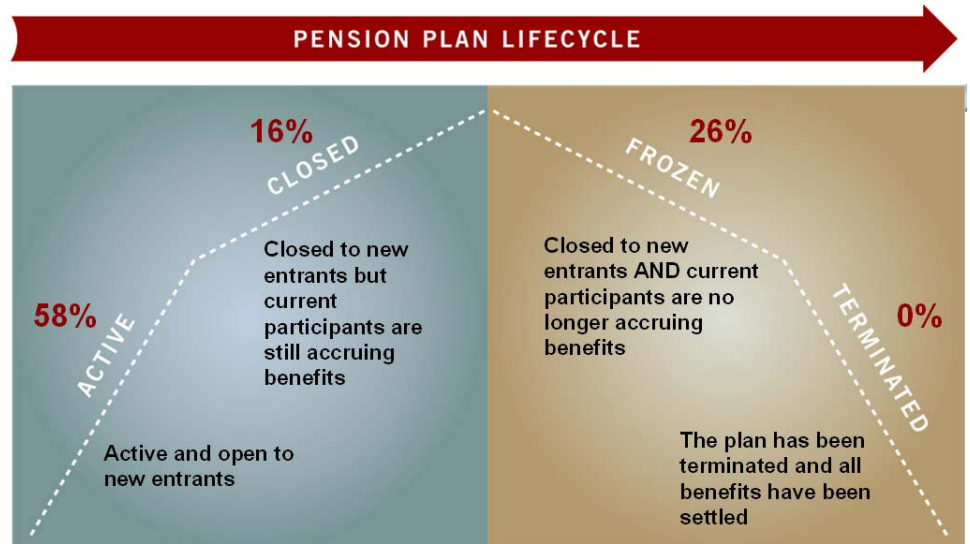 PENSION PLAN LIFECYCLE
16%
CLOSED
Closed to new
entrants but
current
participants are
still accruing
benefits
58%
ACTIVE
Active and open to
new entrants
26%
FROZEN
Closed to new
entrants AND current
participants are no
longer accruing
benefits
0%
TERMINATED
The plan has been
terminated and all
benefits have been
settled